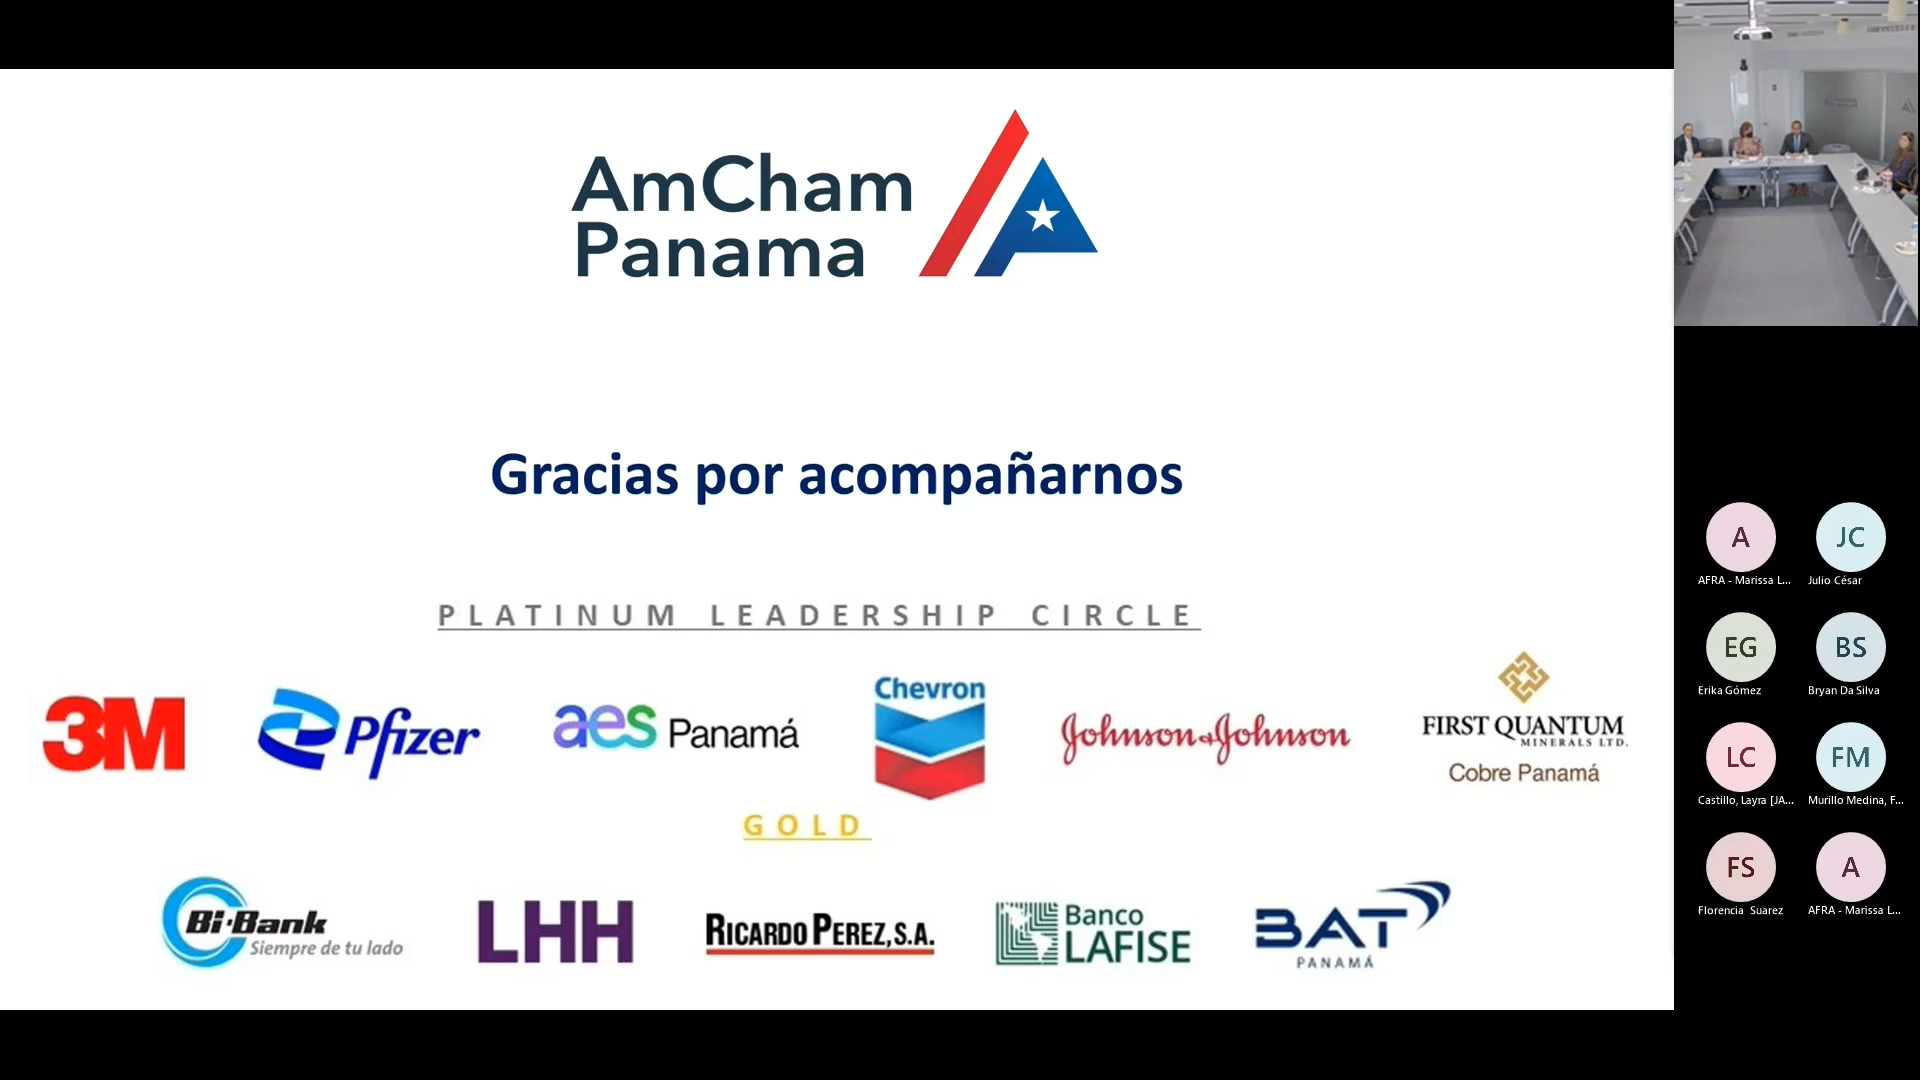 AmCham
Panama
Gracias por acompañarnos
PLATINUM LEADERSHIP CIRCLE
3M
Pfizer
aes Panamá
Chevron
Johnson&Johnson
FIRST QUANTUM
MINERALS LTD.
Cobre Panamá
GOLD
Bi-Bank
Siempre de tu lado
LHH
RICARDO PEREZ, S.A.
Banco
LAFISE
BAT
PANAMÁ
A
JC
AFRA - Marissa L...
Julio César
EG
BS
Erika Gómez
Bryan Da Silva
LC
FM
Castillo, Layra [JA...
Murillo Medina, F...
FS
A
Florencia Suarez
AFRA - Marissa L...